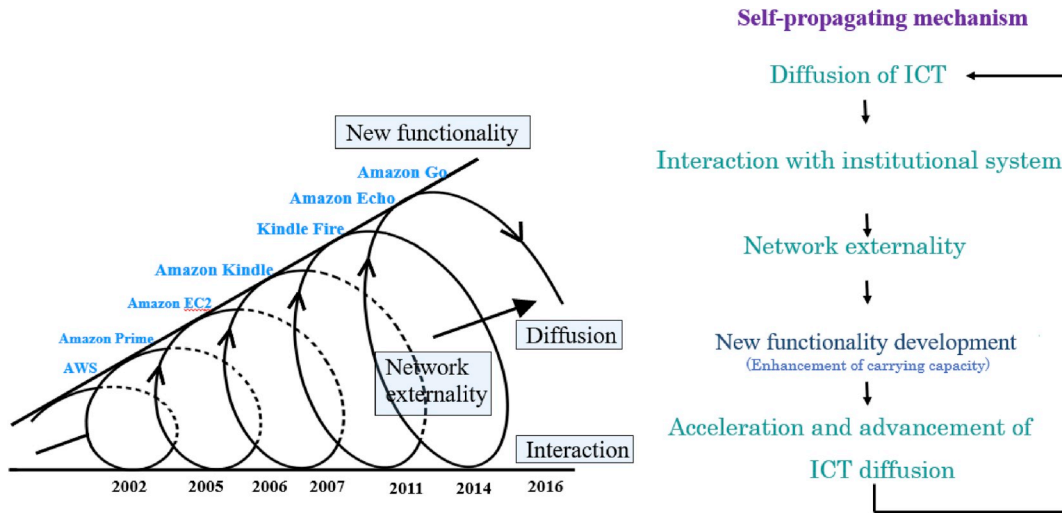 New functionality
Amazon Go
Amazon Echo
Kindle Fire
Amazon Kindle
Amazon EC2
Amazon Prime
AWS
Diffusion
Network
externality
Interaction
2002
2005
2006
2007
2011
2014
2016
Self-propagating mechanism
Diffusion of ICT
Interaction with institutional system
Network externality
New functionality development
(Enhancement of carrying capacity)
Acceleration and advancement of
ICT diffusion